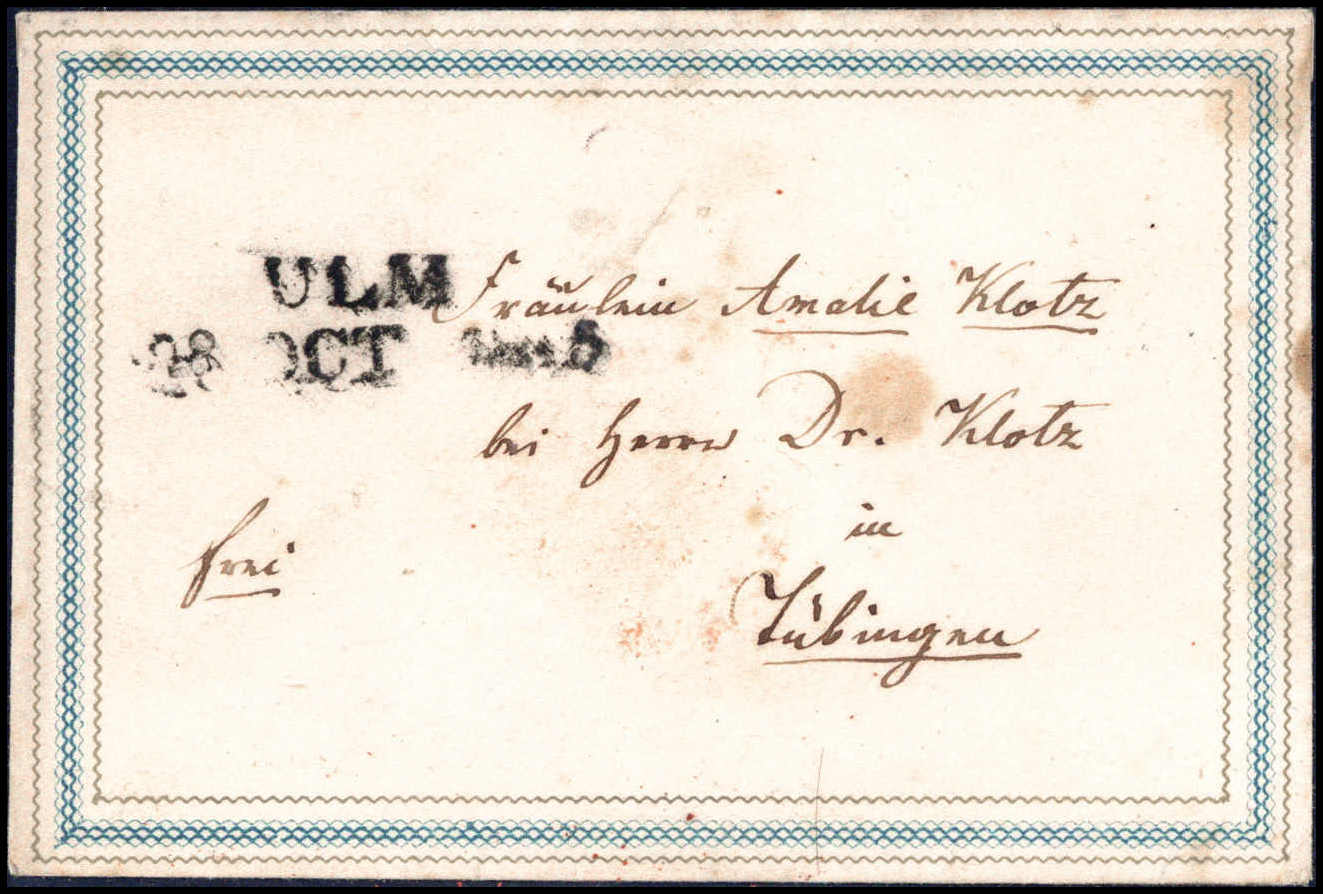 ULM
28 OCT
Fräulein Amalie Klotz
bei Herrn Dr. Klotz
in
frei
Tübingen